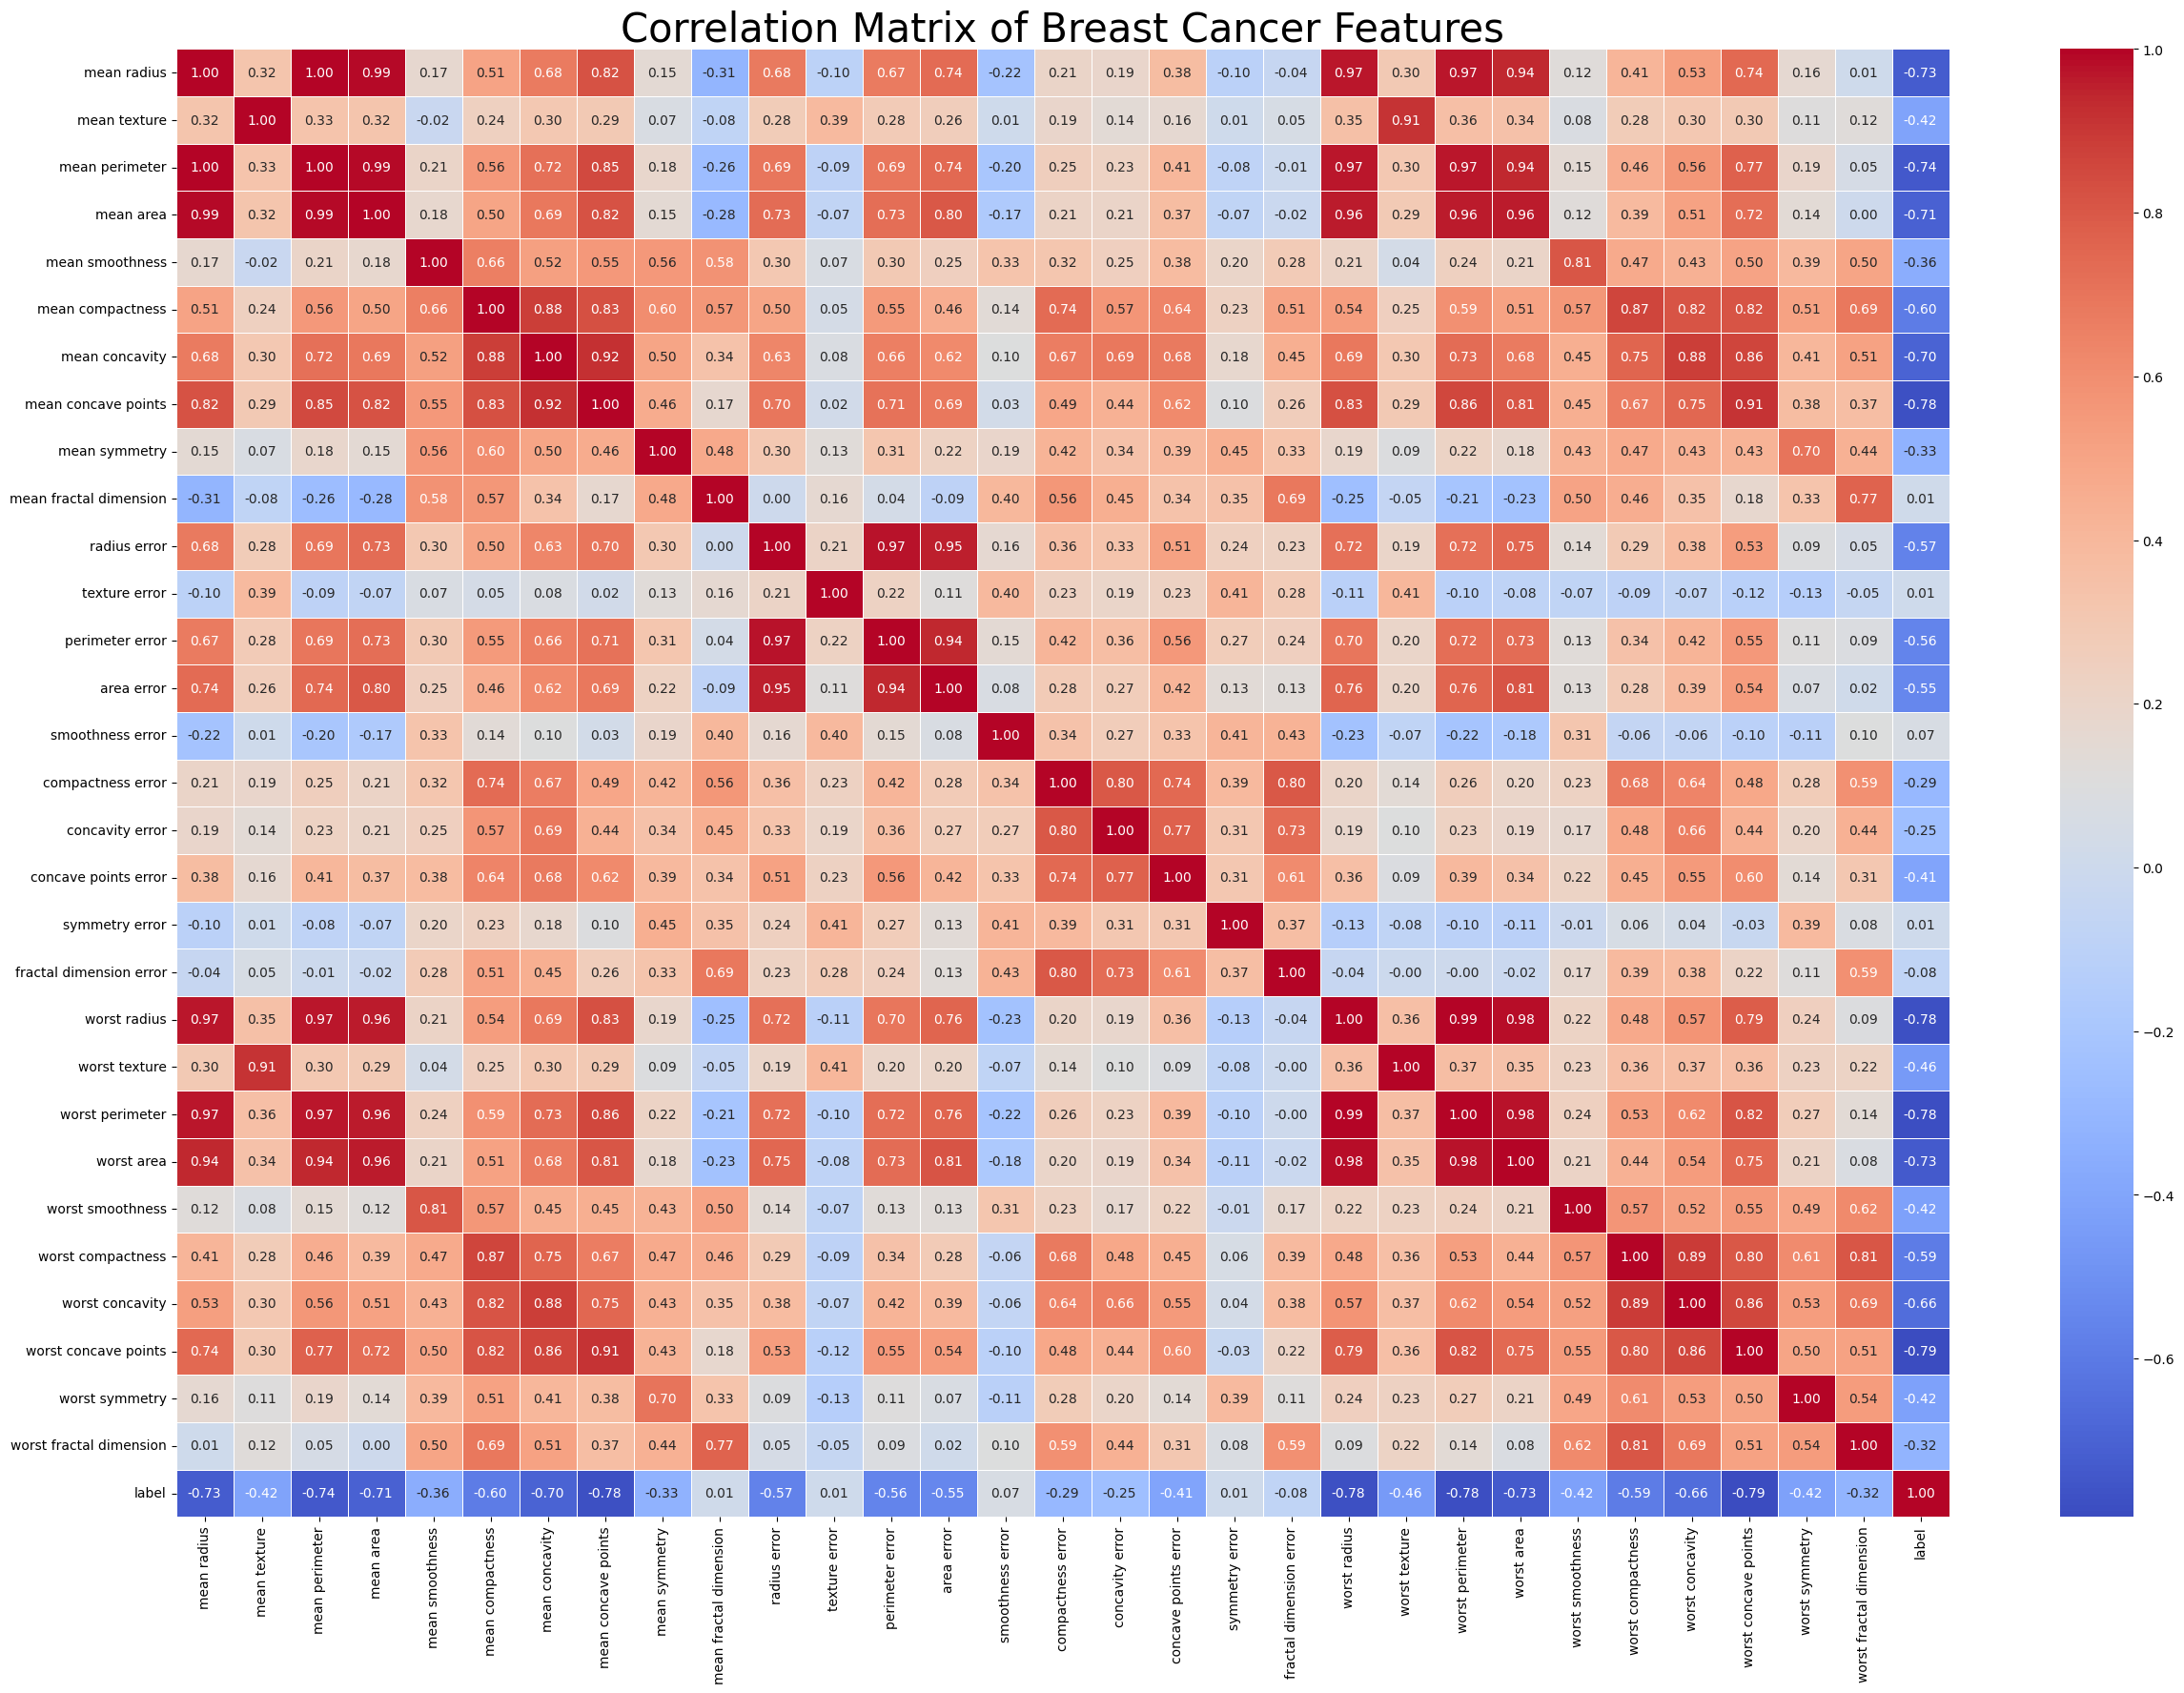 Correlation Matrix of Breast Cancer Features
mean radius 1.00 0.32 1.00 0.99 0.17 0.51 0.68 0.82 0.15 -0.31 0.68 -0.10 0.67 0.74 -0.22 0.21 0.19 0.38 -0.10 -0.04 0.97 0.30 0.97 0.94 0.12 0.41 0.53 0.74 0.16 0.01 -0.73
mean texture 0.32 1.00 0.33 0.32 -0.02 0.24 0.30 0.29 0.07 -0.08 0.28 0.39 0.28 0.26 0.01 0.19 0.14 0.16 0.01 0.05 0.35 0.91 0.36 0.34 0.08 0.28 0.30 0.30 0.11 0.12 -0.42
mean perimeter 1.00 0.33 1.00 0.99 0.21 0.56 0.72 0.85 0.18 -0.26 0.69 -0.09 0.69 0.74 -0.20 0.25 0.23 0.41 -0.08 -0.01 0.97 0.30 0.97 0.94 0.15 0.46 0.56 0.77 0.19 0.05 -0.74
mean area 0.99 0.32 0.99 1.00 0.18 0.50 0.69 0.82 0.15 -0.28 0.73 -0.07 0.73 0.80 -0.17 0.21 0.21 0.37 -0.07 -0.02 0.96 0.29 0.96 0.96 0.12 0.39 0.51 0.72 0.14 0.00 -0.71
mean smoothness 0.17 -0.02 0.21 0.18 1.00 0.66 0.52 0.55 0.56 0.58 0.30 0.07 0.30 0.25 0.33 0.32 0.25 0.38 0.20 0.28 0.21 0.04 0.24 0.21 0.81 0.47 0.43 0.50 0.39 0.50 -0.36
mean compactness 0.51 0.24 0.56 0.50 0.66 1.00 0.88 0.83 0.60 0.57 0.50 0.05 0.55 0.46 0.14 0.74 0.57 0.64 0.23 0.51 0.54 0.25 0.59 0.51 0.57 0.87 0.82 0.82 0.51 0.69 -0.60
mean concavity 0.68 0.30 0.72 0.69 0.52 0.88 1.00 0.92 0.50 0.34 0.63 0.08 0.66 0.62 0.10 0.67 0.69 0.68 0.18 0.45 0.69 0.30 0.73 0.68 0.45 0.75 0.88 0.86 0.41 0.51 -0.70
mean concave points 0.82 0.29 0.85 0.82 0.55 0.83 0.92 1.00 0.46 0.17 0.70 0.02 0.71 0.69 0.03 0.49 0.44 0.62 0.10 0.26 0.83 0.29 0.86 0.81 0.45 0.67 0.75 0.91 0.38 0.37 -0.78
mean symmetry 0.15 0.07 0.18 0.15 0.56 0.60 0.50 0.46 1.00 0.48 0.30 0.13 0.31 0.22 0.19 0.42 0.34 0.39 0.45 0.33 0.19 0.09 0.22 0.18 0.43 0.47 0.43 0.43 0.70 0.44 -0.33
mean fractal dimension -0.31 -0.08 -0.26 -0.28 0.58 0.57 0.34 0.17 0.48 1.00 0.00 0.16 0.04 -0.09 0.40 0.56 0.45 0.34 0.35 0.69 -0.25 -0.05 -0.21 -0.23 0.50 0.46 0.35 0.18 0.33 0.77 0.01
radius error 0.68 0.28 0.69 0.73 0.30 0.50 0.63 0.70 0.30 0.00 1.00 0.21 0.97 0.95 0.16 0.36 0.33 0.51 0.24 0.23 0.72 0.19 0.72 0.75 0.14 0.29 0.38 0.53 0.09 0.05 -0.57
texture error -0.10 0.39 -0.09 -0.07 0.07 0.05 0.08 0.02 0.13 0.16 0.21 1.00 0.22 0.11 0.40 0.23 0.19 0.23 0.41 0.28 -0.11 0.41 -0.10 -0.08 -0.07 -0.09 -0.07 -0.12 -0.13 -0.05 0.01
perimeter error 0.67 0.28 0.69 0.73 0.30 0.55 0.66 0.71 0.31 0.04 0.97 0.22 1.00 0.94 0.15 0.42 0.36 0.56 0.27 0.24 0.70 0.20 0.72 0.73 0.13 0.34 0.42 0.55 0.11 0.09 -0.56
area error 0.74 0.26 0.74 0.80 0.25 0.46 0.62 0.69 0.22 -0.09 0.95 0.11 0.94 1.00 0.08 0.28 0.27 0.42 0.13 0.13 0.76 0.20 0.76 0.81 0.13 0.28 0.39 0.54 0.07 0.02 -0.55
smoothness error -0.22 0.01 -0.20 -0.17 0.33 0.14 0.10 0.03 0.19 0.40 0.16 0.40 0.15 0.08 1.00 0.34 0.27 0.33 0.41 0.43 -0.23 -0.07 -0.22 -0.18 0.31 -0.06 -0.06 -0.10 -0.11 0.10 0.07
compactness error 0.21 0.19 0.25 0.21 0.32 0.74 0.67 0.49 0.42 0.56 0.36 0.23 0.42 0.28 0.34 1.00 0.80 0.74 0.39 0.80 0.20 0.14 0.26 0.20 0.23 0.68 0.64 0.48 0.28 0.59 -0.29
concavity error 0.19 0.14 0.23 0.21 0.25 0.57 0.69 0.44 0.34 0.45 0.33 0.19 0.36 0.27 0.27 0.80 1.00 0.77 0.31 0.73 0.19 0.10 0.23 0.19 0.17 0.48 0.66 0.44 0.20 0.44 -0.25
concave points error 0.38 0.16 0.41 0.37 0.38 0.64 0.68 0.62 0.39 0.34 0.51 0.23 0.56 0.42 0.33 0.74 0.77 1.00 0.31 0.61 0.36 0.09 0.39 0.34 0.22 0.45 0.55 0.60 0.14 0.31 -0.41
symmetry error -0.10 0.01 -0.08 -0.07 0.20 0.23 0.18 0.10 0.45 0.35 0.24 0.41 0.27 0.13 0.41 0.39 0.31 0.31 1.00 0.37 -0.13 -0.08 -0.10 -0.11 -0.01 0.06 0.04 -0.03 0.39 0.08 0.01
fractal dimension error -0.04 0.05 -0.01 -0.02 0.28 0.51 0.45 0.26 0.33 0.69 0.23 0.28 0.24 0.13 0.43 0.80 0.73 0.61 0.37 1.00 -0.04 -0.00 -0.00 -0.02 0.17 0.39 0.38 0.22 0.11 0.59 -0.08
worst radius 0.97 0.35 0.97 0.96 0.21 0.54 0.69 0.83 0.19 -0.25 0.72 -0.11 0.70 0.76 -0.23 0.20 0.19 0.36 -0.13 -0.04 1.00 0.36 0.99 0.98 0.22 0.48 0.57 0.79 0.24 0.09 -0.78
worst texture 0.30 0.91 0.30 0.29 0.04 0.25 0.30 0.29 0.09 -0.05 0.19 0.41 0.20 0.20 -0.07 0.14 0.10 0.09 -0.08 -0.00 0.36 1.00 0.37 0.35 0.23 0.36 0.37 0.36 0.23 0.22 -0.46
worst perimeter 0.97 0.36 0.97 0.96 0.24 0.59 0.73 0.86 0.22 -0.21 0.72 -0.10 0.72 0.76 -0.22 0.26 0.23 0.39 -0.10 -0.00 0.99 0.37 1.00 0.98 0.24 0.53 0.62 0.82 0.27 0.14 -0.78
worst area 0.94 0.34 0.94 0.96 0.21 0.51 0.68 0.81 0.18 -0.23 0.75 -0.08 0.73 0.81 -0.18 0.20 0.19 0.34 -0.11 -0.02 0.98 0.35 0.98 1.00 0.21 0.44 0.54 0.75 0.21 0.08 -0.73
worst smoothness 0.12 0.08 0.15 0.12 0.81 0.57 0.45 0.45 0.43 0.50 0.14 -0.07 0.13 0.13 0.31 0.23 0.17 0.22 -0.01 0.17 0.22 0.23 0.24 0.21 1.00 0.57 0.52 0.55 0.49 0.62 -0.42
worst compactness 0.41 0.28 0.46 0.39 0.47 0.87 0.75 0.67 0.47 0.46 0.29 -0.09 0.34 0.28 -0.06 0.68 0.48 0.45 0.06 0.39 0.48 0.36 0.53 0.44 0.57 1.00 0.89 0.80 0.61 0.81 -0.59
worst concavity 0.53 0.30 0.56 0.51 0.43 0.82 0.88 0.75 0.43 0.35 0.38 -0.07 0.42 0.39 -0.06 0.64 0.66 0.55 0.04 0.38 0.57 0.37 0.62 0.54 0.52 0.89 1.00 0.86 0.53 0.69 -0.66
worst concave points 0.74 0.30 0.77 0.72 0.50 0.82 0.86 0.91 0.43 0.18 0.53 -0.12 0.55 0.54 -0.10 0.48 0.44 0.60 -0.03 0.22 0.79 0.36 0.82 0.75 0.55 0.80 0.86 1.00 0.50 0.51 -0.79
worst symmetry 0.16 0.11 0.19 0.14 0.39 0.51 0.41 0.38 0.70 0.33 0.09 -0.13 0.11 0.07 -0.11 0.28 0.20 0.14 0.39 0.11 0.24 0.23 0.27 0.21 0.49 0.61 0.53 0.50 1.00 0.54 -0.42
worst fractal dimension 0.01 0.12 0.05 0.00 0.50 0.69 0.51 0.37 0.44 0.77 0.05 -0.05 0.09 0.02 0.10 0.59 0.44 0.31 0.08 0.59 0.09 0.22 0.14 0.08 0.62 0.81 0.69 0.51 0.54 1.00 -0.32
label -0.73 -0.42 -0.74 -0.71 -0.36 -0.60 -0.70 -0.78 -0.33 0.01 -0.57 0.01 -0.56 -0.55 0.07 -0.29 -0.25 -0.41 0.01 -0.08 -0.78 -0.46 -0.78 -0.73 -0.42 -0.59 -0.66 -0.79 -0.42 -0.32 1.00
mean radius
mean texture
mean perimeter
mean area
mean smoothness
mean compactness
mean concavity
mean concave points
mean symmetry
mean fractal dimension
radius error
texture error
perimeter error
area error
smoothness error
compactness error
concavity error
concave points error
symmetry error
fractal dimension error
worst radius
worst texture
worst perimeter
worst area
worst smoothness
worst compactness
worst concavity
worst concave points
worst symmetry
worst fractal dimension
label
1.0
0.8
0.6
0.4
0.2
0.0
−0.2
−0.4
−0.6